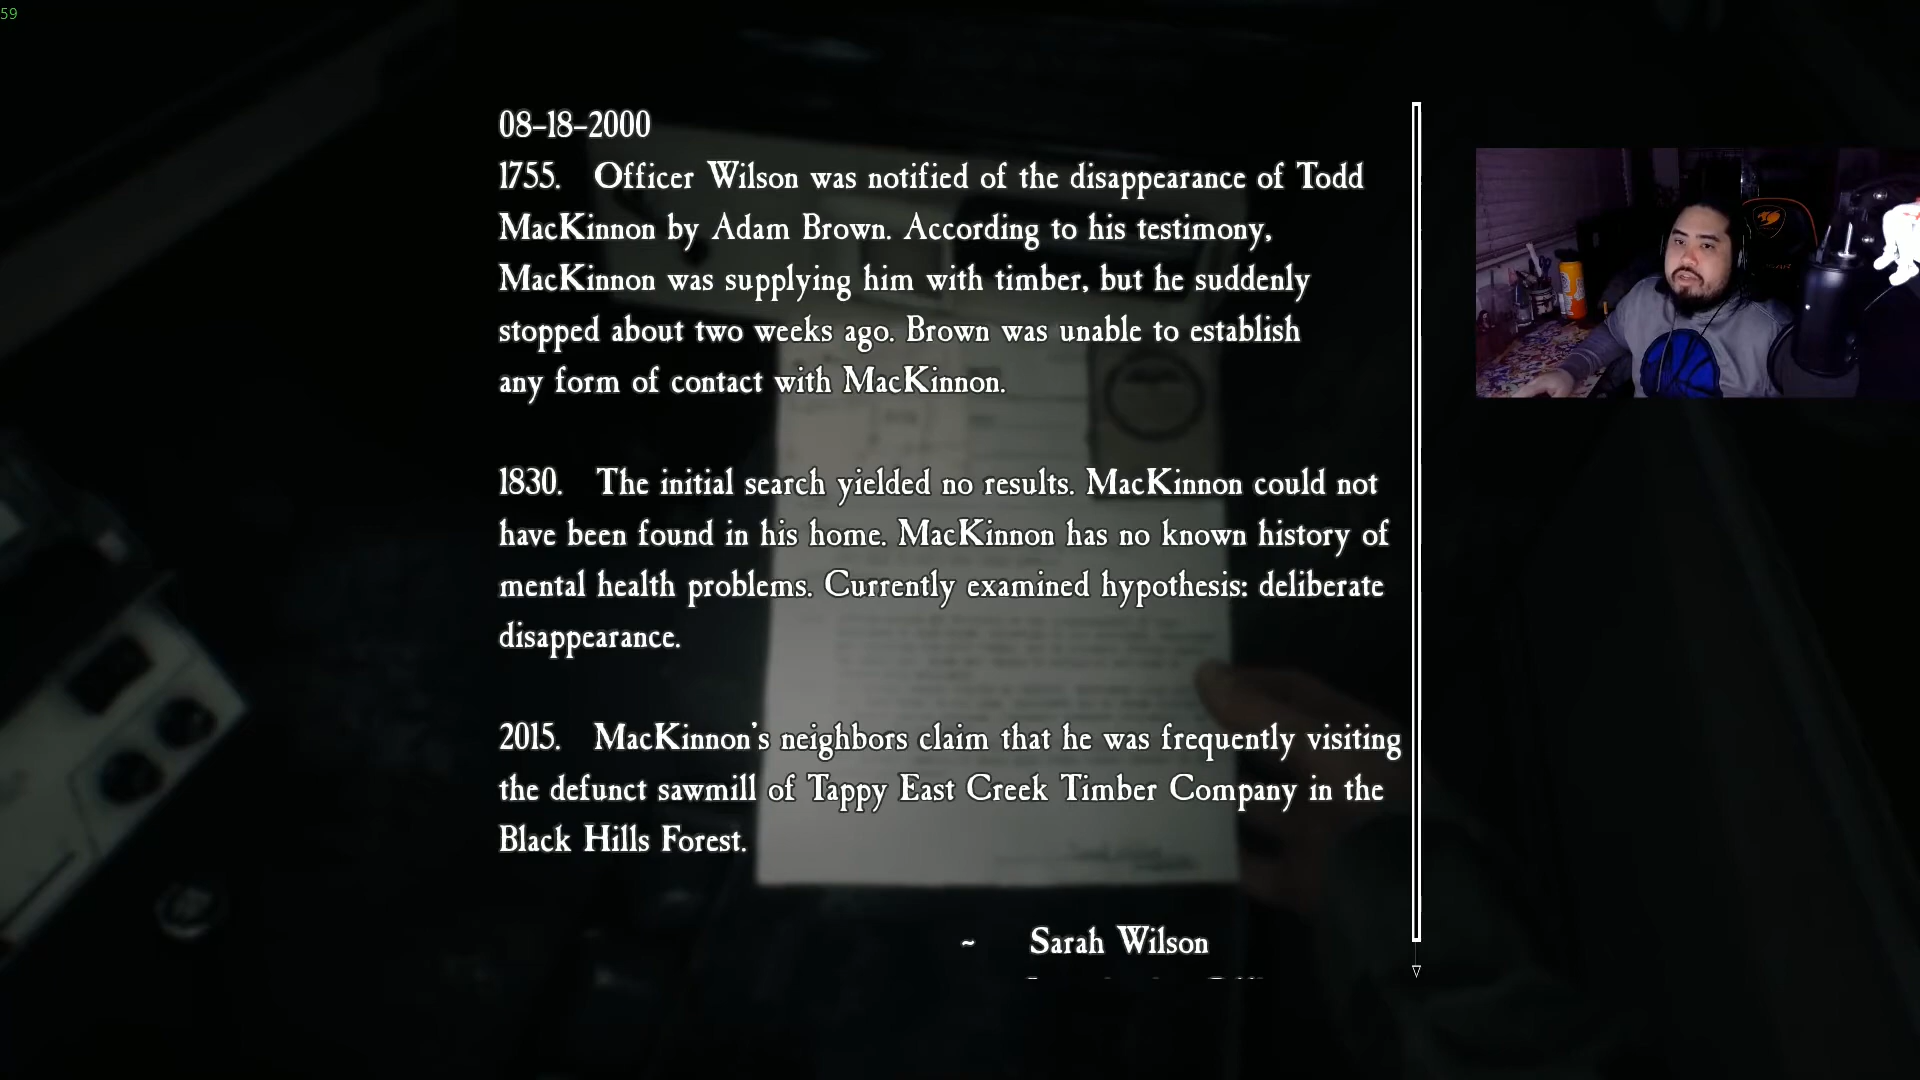 59
08-18-2000
1755. Officer Wilson was notified of the disappearance of Todd
MacKinnon by Adam Brown. According to his testimony,
MacKinnon was supplying him with timber, but he suddenly
stopped about two weeks ago. Brown was unable to establish
any form of contact with MacKinnon.
1830. The initial search yielded no results. MacKinnon could not
have been found in his home. MacKinnon has no known history of
mental health problems. Currently examined hypothesis: deliberate
disappearance.
2015. MacKinnon's neighbors claim that he was frequently visiting
the defunct sawmill of Tappy East Creek Timber Company in the
Black Hills Forest.
~ Sarah Wilson